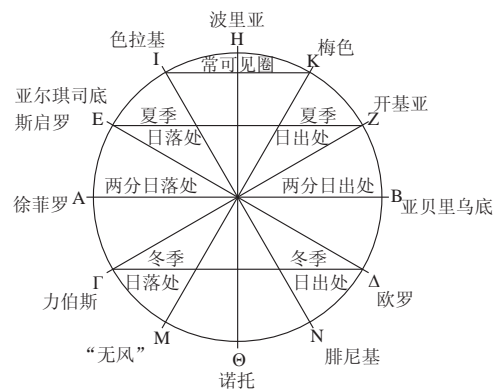 波里亚
H
色拉基
I
梅色
K
常可见圈
亚尔琪司底
斯启罗
E
夏季
日落处
夏季
日出处
开基亚
Z
徐菲罗
A
两分日落处
两分日出处
B
亚贝里乌底
Γ
力伯斯
冬季
日落处
冬季
日出处
Δ
欧罗
M
“无风”
Θ
诺托
N
腓尼基